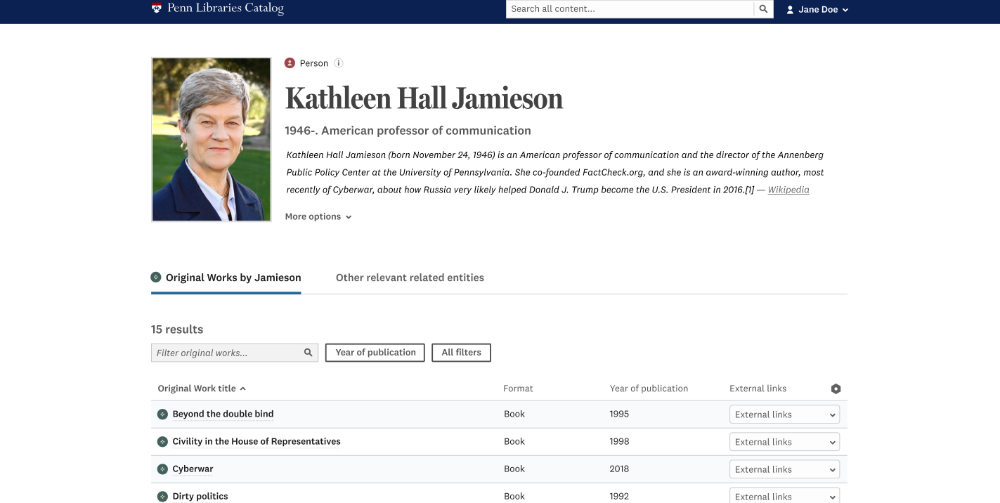 Penn Libraries Catalog
Search all content...
Jane Doe
Person
Kathleen Hall Jamieson
1946-. American professor of communication
Kathleen Hall Jamieson (born November 24, 1946) is an American professor of communication and the director of the Annenberg
Public Policy Center at the University of Pennsylvania. She co-founded FactCheck.org, and she is an award-winning author, most
recently of Cyberwar, about how Russia very likely helped Donald J. Trump become the U.S. President in 2016.[1] — Wikipedia
More options
Original Works by Jamieson Other relevant related entities
15 results
Filter original works... Year of publication All filters
Original Work title Format Year of publication External links
Beyond the double bind Book 1995 External links
Civility in the House of Representatives Book 1998 External links
Cyberwar Book 2018 External links
Dirty politics Book 1992 External links